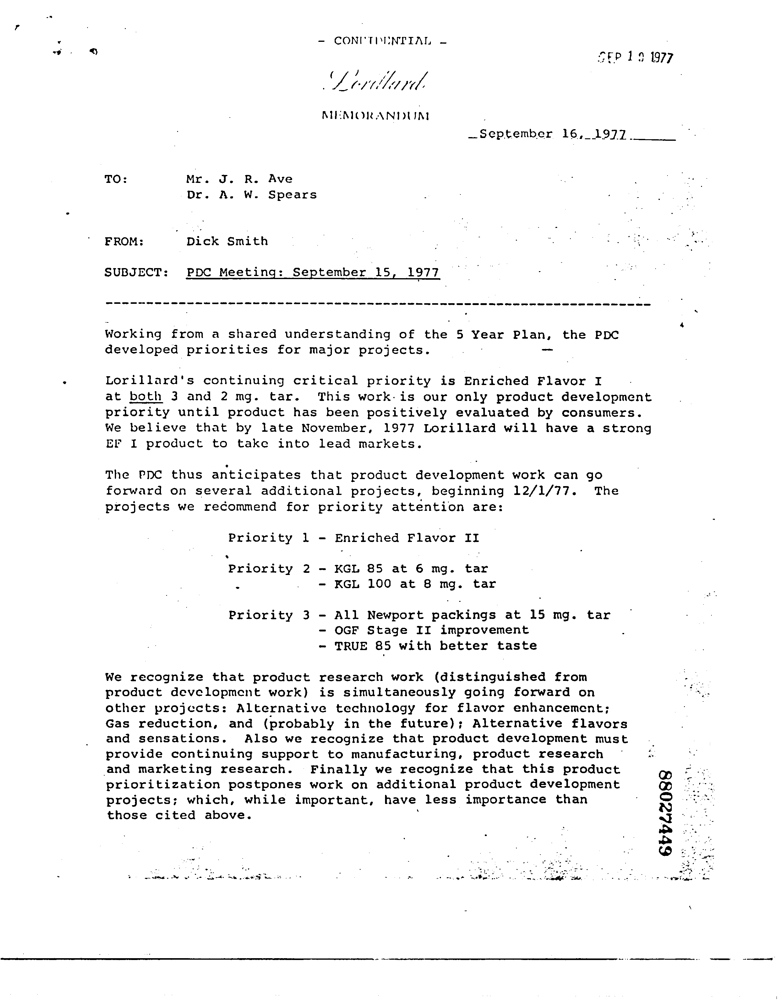 - CONFIDENTIAL -
SEP 19 1977
Lorillard
MEMORANDUM
September 16, 1977
TO: Mr. J. R. Ave
Dr. A. W. Spears
FROM: Dick Smith
SUBJECT: PDC Meeting: September 15, 1977
Working from a shared understanding of the 5 Year Plan, the PDC
developed priorities for major projects.
Lorillard's continuing critical priority is Enriched Flavor I
at both 3 and 2 mg. tar. This work is our only product development
priority until product has been positively evaluated by consumers.
We believe that by late November, 1977 Lorillard will have a strong
EF I product to take into lead markets.
The PDC thus anticipates that product development work can go
forward on several additional projects, beginning 12/1/77. The
projects we recommend for priority attention are:
Priority 1 - Enriched Flavor II
Priority 2 - KGL 85 at 6 mg. tar
- KGL 100 at 8 mg. tar
Priority 3 - All Newport packings at 15 mg. tar
- OGF Stage II improvement
- TRUE 85 with better taste
We recognize that product research work (distinguished from
product development work) is simultaneously going forward on
other projects: Alternative technology for flavor enhancement;
Gas reduction, and (probably in the future); Alternative flavors
and sensations. Also we recognize that product development must
provide continuing support to manufacturing, product research
and marketing research. Finally we recognize that this product
prioritization postpones work on additional product development
projects; which, while important, have less importance than
those cited above.
88027449